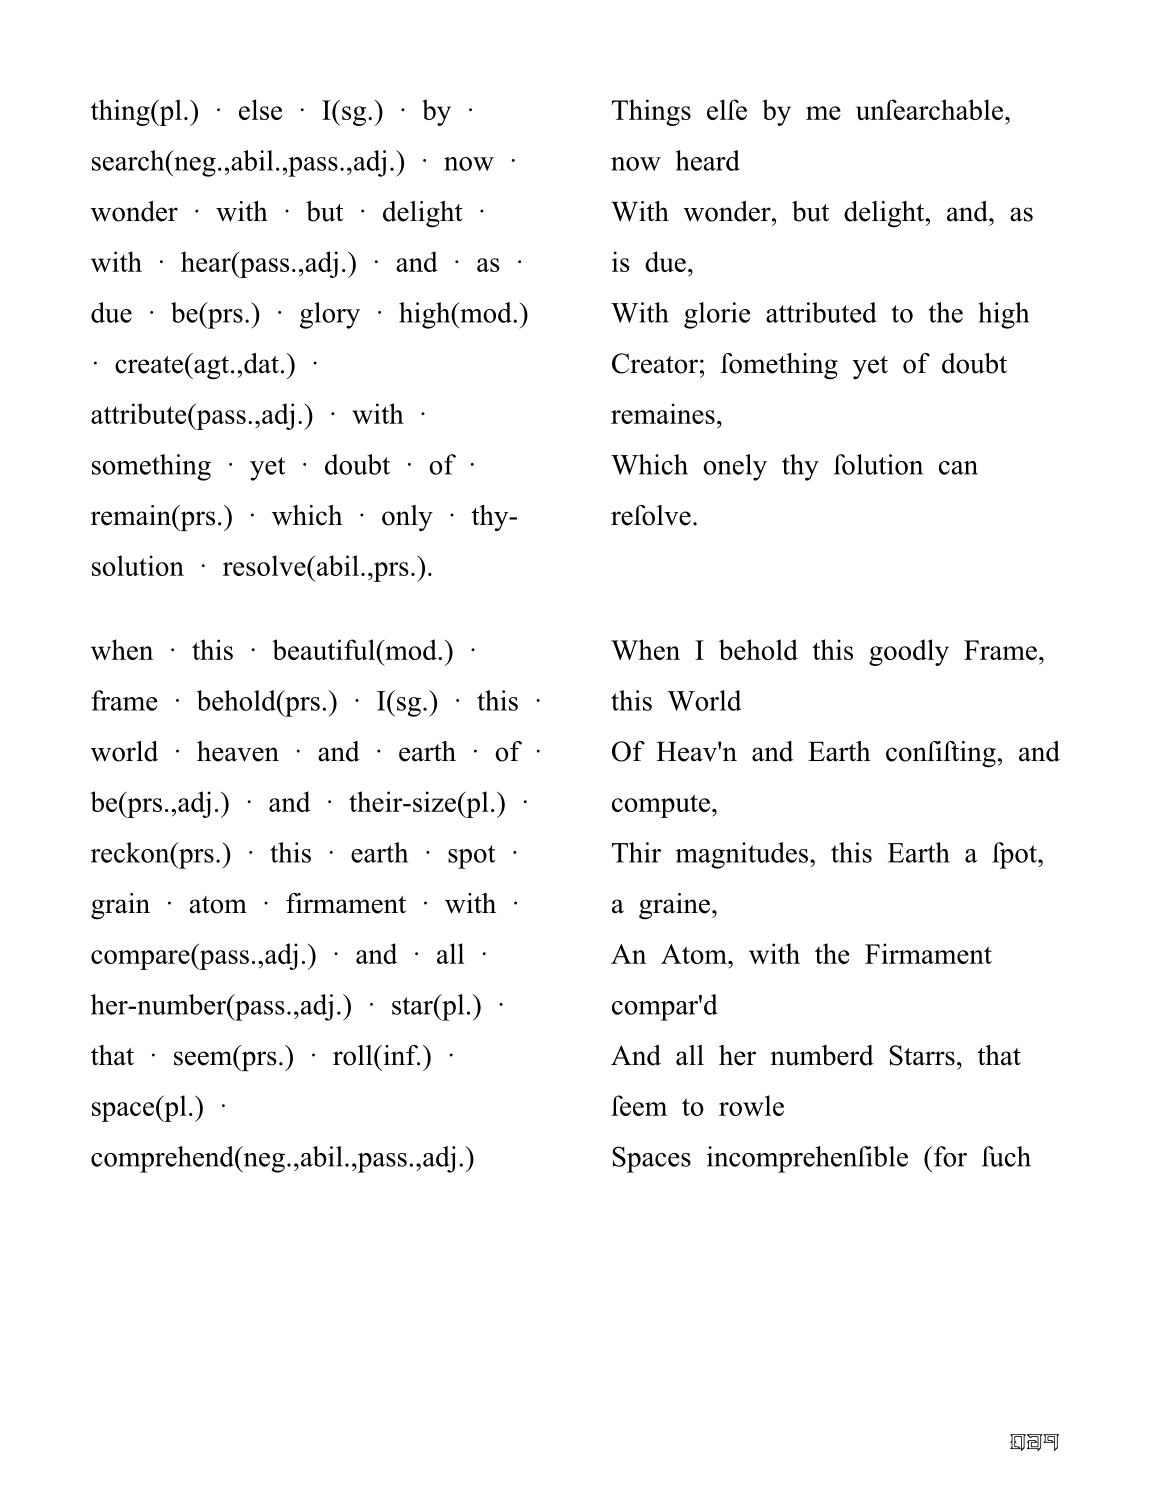 thing(pl.) · else · I(sg.) · by ·
search(neg.,abil.,pass.,adj.) · now ·
wonder · with · but · delight ·
with · hear(pass.,adj.) · and · as ·
due · be(prs.) · glory · high(mod.)
· create(agt.,dat.) ·
attribute(pass.,adj.) · with ·
something · yet · doubt · of ·
remain(prs.) · which · only · thy-
solution · resolve(abil.,prs.).
Things elſe by me unſearchable,
now heard
With wonder, but delight, and, as
is due,
With glorie attributed to the high
Creator; ſomething yet of doubt
remaines,
Which onely thy ſolution can
reſolve.
when · this · beautiful(mod.) ·
frame · behold(prs.) · I(sg.) · this ·
world · heaven · and · earth · of ·
be(prs.,adj.) · and · their-size(pl.) ·
reckon(prs.) · this · earth · spot ·
grain · atom · firmament · with ·
compare(pass.,adj.) · and · all ·
her-number(pass.,adj.) · star(pl.) ·
that · seem(prs.) · roll(inf.) ·
space(pl.) ·
comprehend(neg.,abil.,pass.,adj.)
When I behold this goodly Frame,
this World
Of Heav'n and Earth conſiſting, and
compute,
Thir magnitudes, this Earth a ſpot,
a graine,
An Atom, with the Firmament
compar'd
And all her numberd Starrs, that
ſeem to rowle
Spaces incomprehenſible (for ſuch